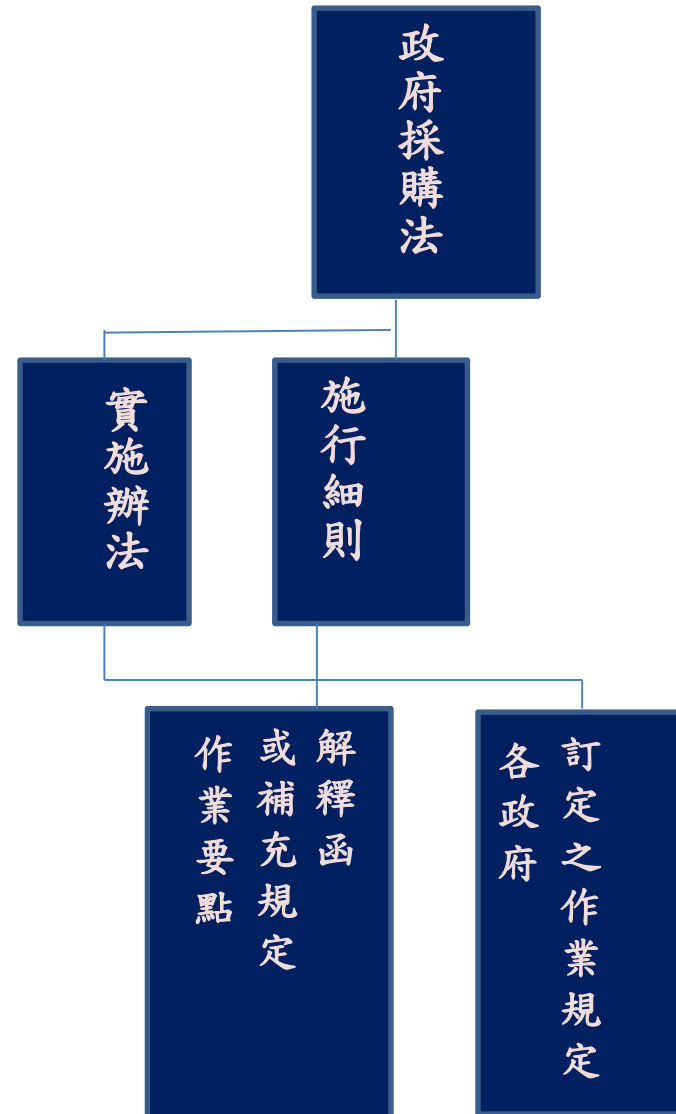 政府採購法
實施辦法
施行細則
解釋函
或補充規定
作業要點
各政府
訂定之作業規定